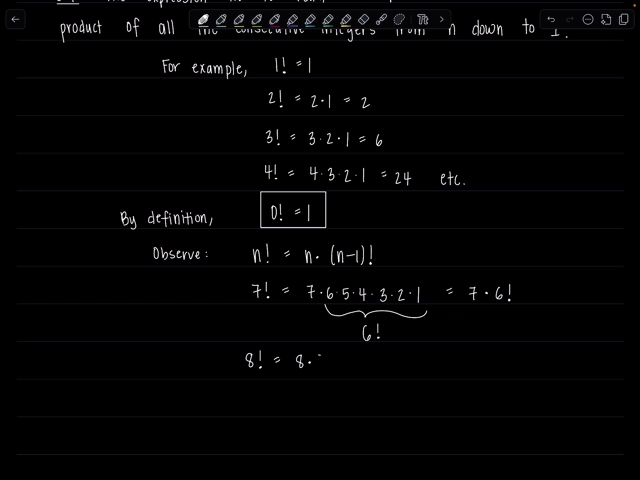 product of all the consecutive integers from n down to 1.
For example, 1! = 1
2! = 2·1 = 2
3! = 3·2·1 = 6
4! = 4·3·2·1 = 24 etc.
By definition, 0! = 1
Observe: n! = n·(n-1)!
7! = 7·6·5·4·3·2·1 = 7·6!
6!
8! = 8·